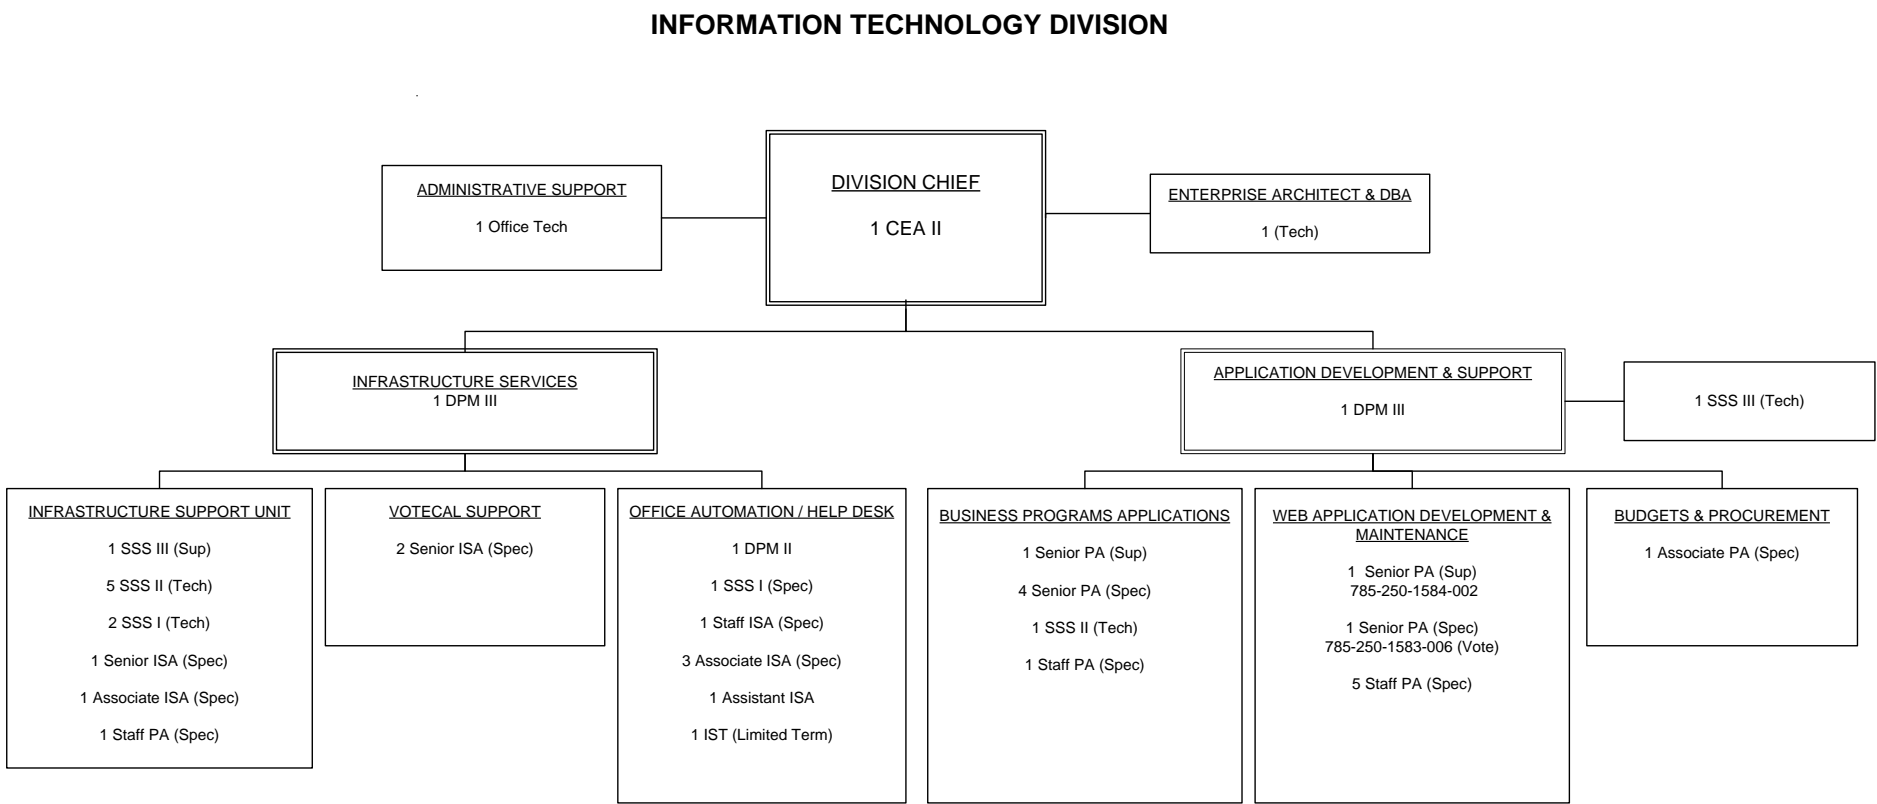 INFORMATION TECHNOLOGY DIVISION
ADMINISTRATIVE SUPPORT
1 Office Tech
DIVISION CHIEF
1 CEA II
ENTERPRISE ARCHITECT & DBA
1 (Tech)
INFRASTRUCTURE SERVICES
1 DPM III
APPLICATION DEVELOPMENT & SUPPORT
1 DPM III
1 SSS III (Tech)
INFRASTRUCTURE SUPPORT UNIT
1 SSS III (Sup)
5 SSS II (Tech)
2 SSS I (Tech)
1 Senior ISA (Spec)
1 Associate ISA (Spec)
1 Staff PA (Spec)
VOTECAL SUPPORT
2 Senior ISA (Spec)
OFFICE AUTOMATION / HELP DESK
1 DPM II
1 SSS I (Spec)
1 Staff ISA (Spec)
3 Associate ISA (Spec)
1 Assistant ISA
1 IST (Limited Term)
BUSINESS PROGRAMS APPLICATIONS
1 Senior PA (Sup)
4 Senior PA (Spec)
1 SSS II (Tech)
1 Staff PA (Spec)
WEB APPLICATION DEVELOPMENT &
MAINTENANCE
1 Senior PA (Sup)
785-250-1584-002
1 Senior PA (Spec)
785-250-1583-006 (Vote)
5 Staff PA (Spec)
BUDGETS & PROCUREMENT
1 Associate PA (Spec)